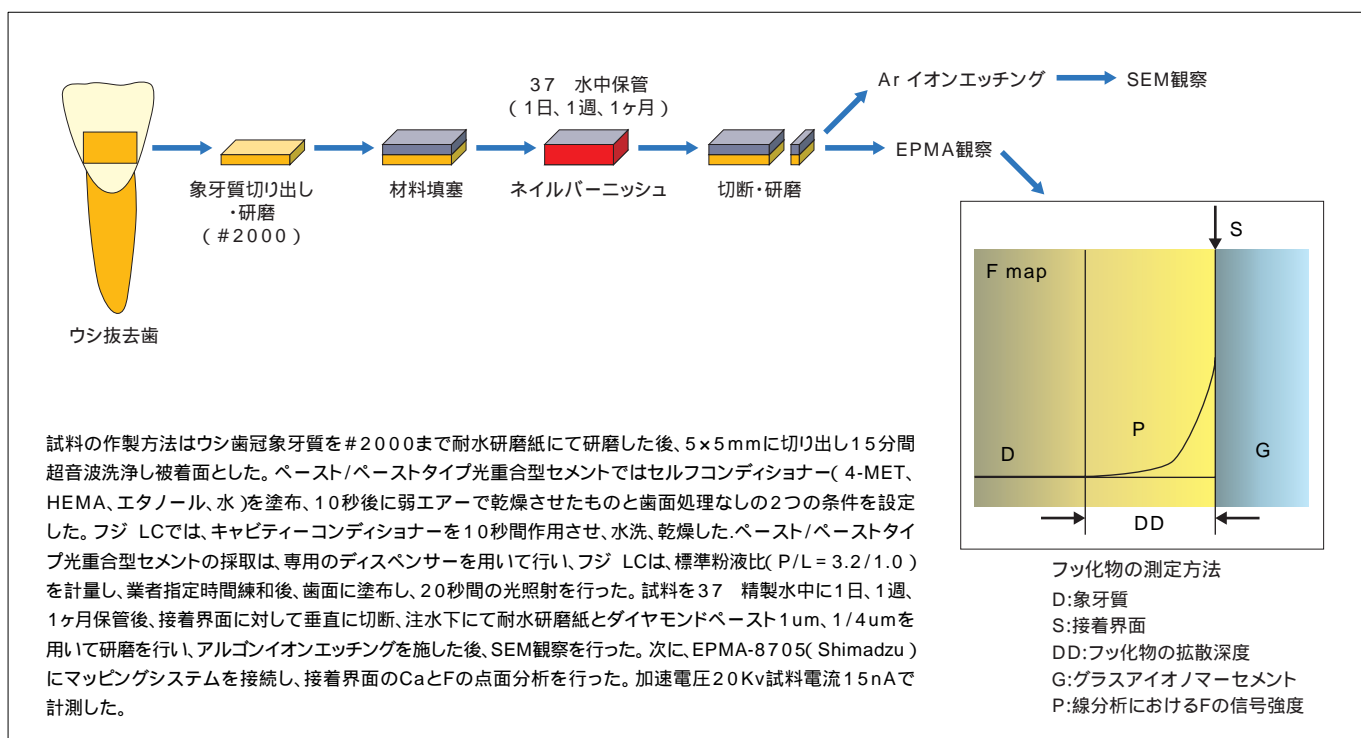 37　水中保管
(1日、1週、1ヶ月)
Ar イオンエッチング
SEM観察
EPMA観察
象牙質切り出し
・研磨
(#2000)
材料填塞
ネイルバーニッシュ
切断・研磨
ウシ抜去歯
S
F map
P
D
G
DD
試料の作製方法はウシ歯冠象牙質を#2000まで耐水研磨紙にて研磨した後、5×5mmに切り出し15分間
超音波洗浄し被着面とした。ペースト/ペーストタイプ光重合型セメントではセルフコンディショナー(4-MET、
HEMA、エタノール、水)を塗布、10秒後に弱エアーで乾燥させたものと歯面処理なしの2つの条件を設定
した。フジ LCでは、キャビティーコンディショナーを10秒間作用させ、水洗、乾燥した.ペースト/ペーストタイ
プ光重合型セメントの採取は、専用のディスペンサーを用いて行い、フジ LCは、標準粉液比(P/L=3.2/1.0)
を計量し、業者指定時間練和後、歯面に塗布し、20秒間の光照射を行った。試料を37　精製水中に1日、1週、
1ヶ月保管後、接着界面に対して垂直に切断、注水下にて耐水研磨紙とダイヤモンドペースト1um、1/4umを
用いて研磨を行い、アルゴンイオンエッチングを施した後、SEM観察を行った。次に、EPMA-8705(Shimadzu)
にマッピングシステムを接続し、接着界面のCaとFの点面分析を行った。加速電圧20Kv試料電流15nAで
計測した。
フッ化物の測定方法
D:象牙質
S:接着界面
DD:フッ化物の拡散深度
G:グラスアイオノマーセメント
P:線分析におけるFの信号強度